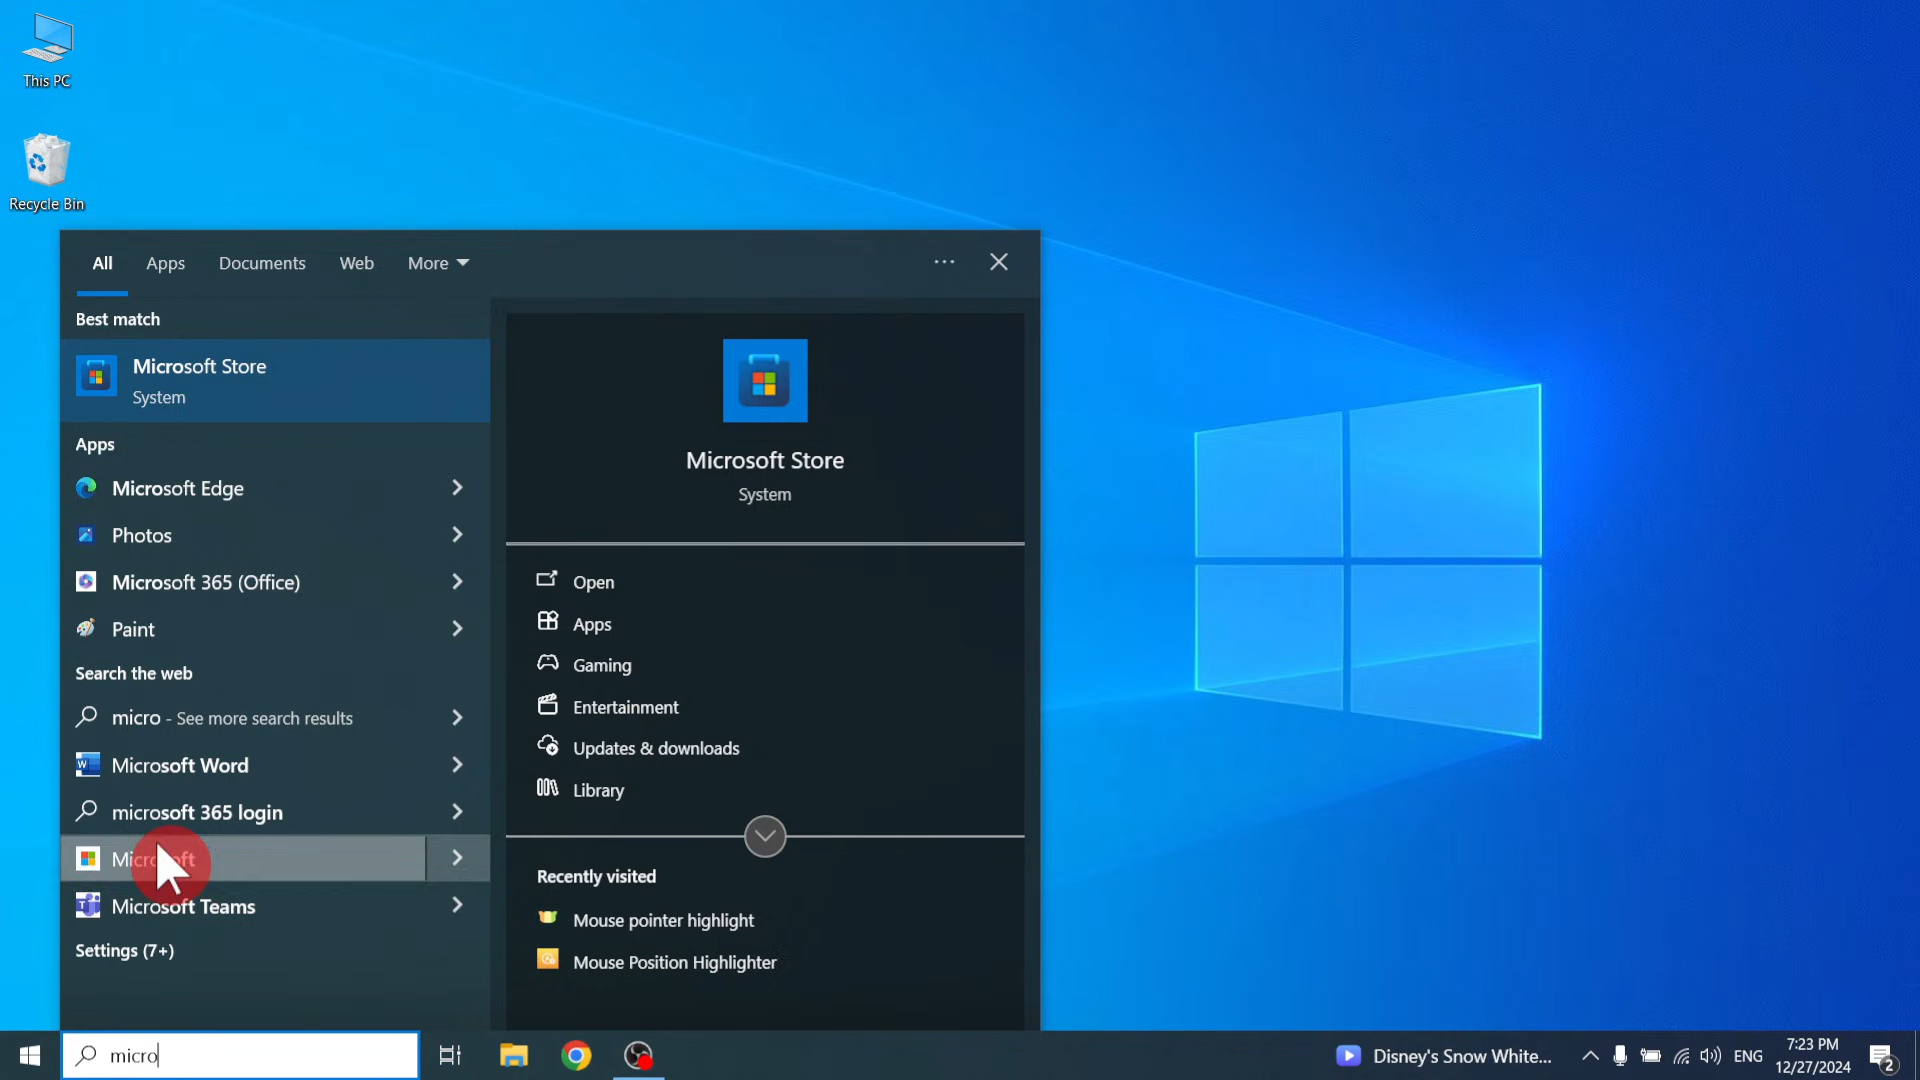 This PC
Recycle Bin
All Apps Documents Web More
Best match
Microsoft Store
System
Apps
Microsoft Edge
Photos
Microsoft 365 (Office)
Paint
Search the web
micro - See more search results
Microsoft Word
microsoft 365 login
Microsoft
Microsoft Teams
Settings (7+)
Microsoft Store
System
Open
Apps
Gaming
Entertainment
Updates & downloads
Library
Recently visited
Mouse pointer highlight
Mouse Position Highlighter
micro
Disney's Snow White...
ENG
7:23 PM
12/27/2024
2